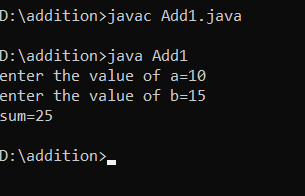 D:\addition>javac Add1.java
D:\addition>java Add1
enter the value of a=10
enter the value of b=15
sum=25
D:\addition>